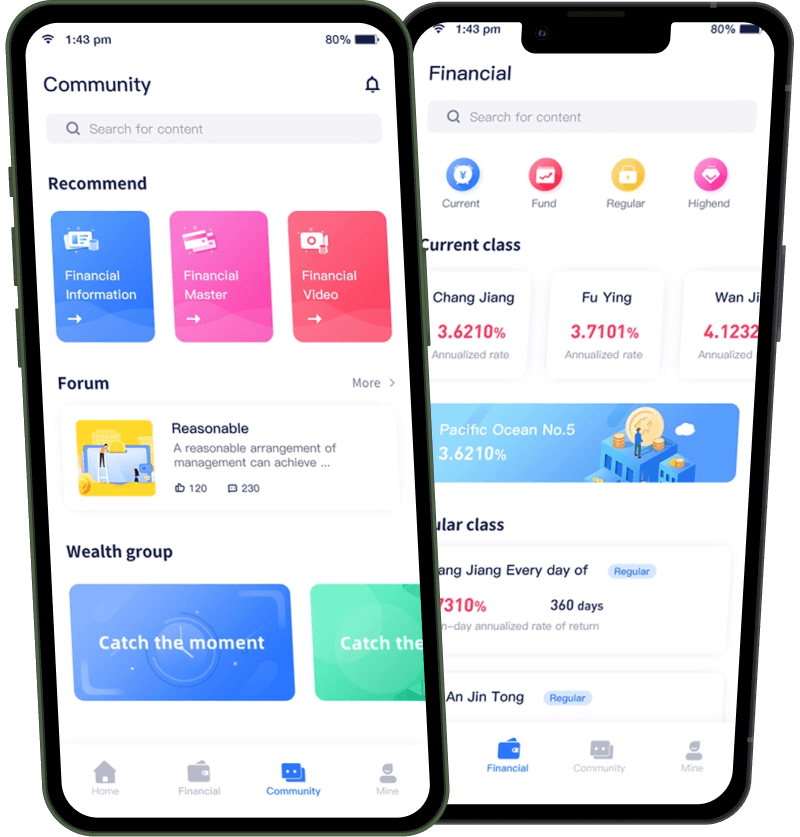 1:43 pm
80%
Community
Search for content
Recommend
Financial
Information
Financial
Master
Financial
Video
Forum
More
Reasonable
A reasonable arrangement of
management can achieve ...
120
230
Wealth group
Catch the moment
Catch the
Home
Financial
Community
Mine
1:43 pm
80%
Financial
Search for content
Current
Fund
Regular
Highend
Current class
Chang Jiang
3.6210%
Annualized rate
Fu Ying
3.7101%
Annualized rate
Wan Ji
4.1232
Annualized
Pacific Ocean No.5
3.6210%
ular class
ang Jiang Every day of
Regular
7310%
360 days
n-day annualized rate of return
An Jin Tong
Regular
Financial
Community
Mine